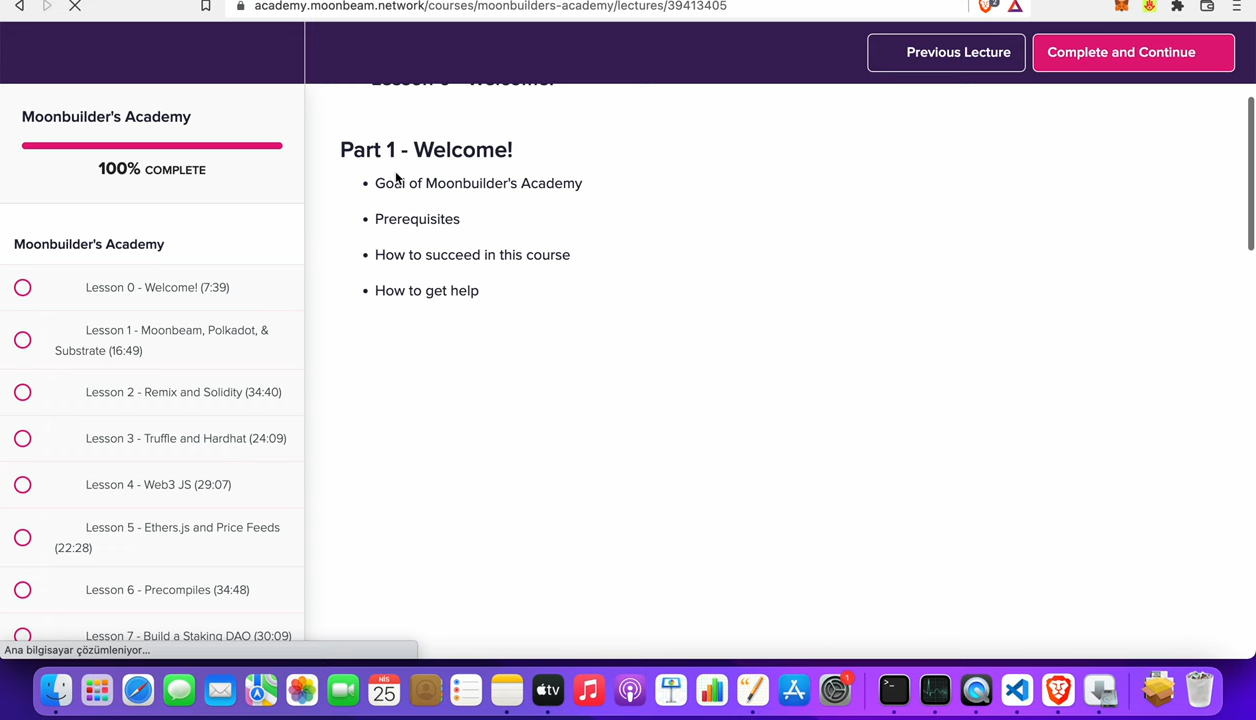 academy.moonbeam.network/courses/moonbuilders-academy/lectures/39413405
Previous Lecture
Complete and Continue
Moonbuilder's Academy
100% COMPLETE
Moonbuilder's Academy
Lesson 0 - Welcome! (7:39)
Lesson 1 - Moonbeam, Polkadot, &
Substrate (16:49)
Lesson 2 - Remix and Solidity (34:40)
Lesson 3 - Truffle and Hardhat (24:09)
Lesson 4 - Web3 JS (29:07)
Lesson 5 - Ethers.js and Price Feeds
(22:28)
Lesson 6 - Precompiles (34:48)
Lesson 7 - Build a Staking DAO (30:09)
Ana bilgisayar çözümleniyor...
Lesson 0 - Welcome!
Part 1 - Welcome!
• Goal of Moonbuilder's Academy
• Prerequisites
• How to succeed in this course
• How to get help
NİS
25
tv
1